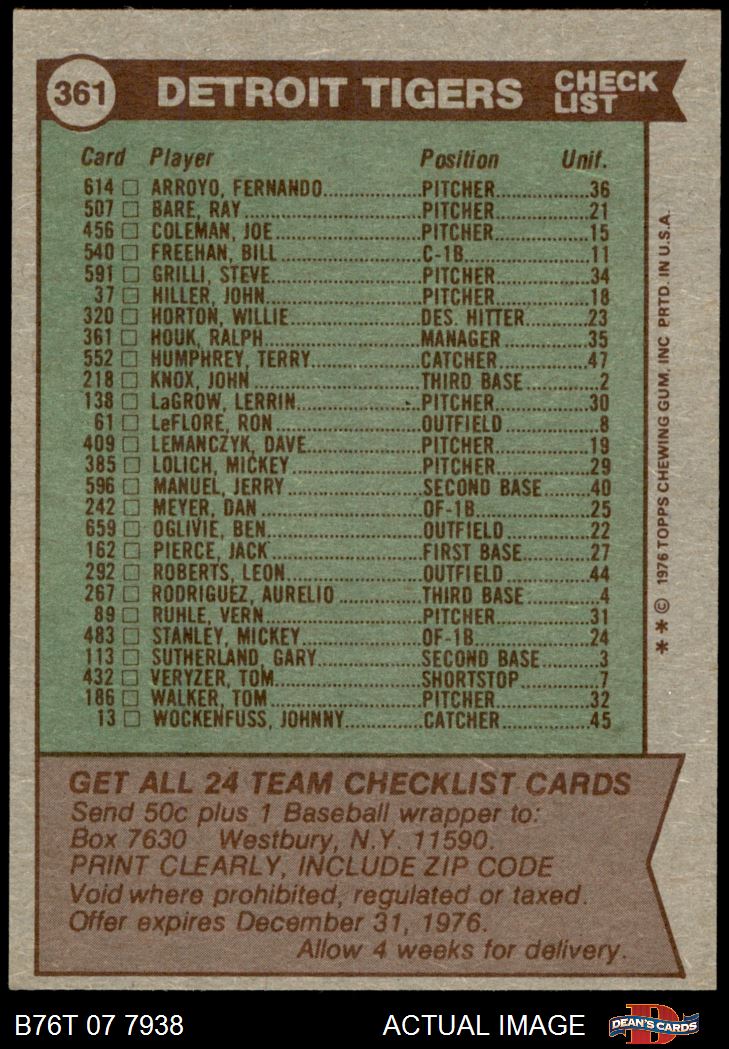 361 DETROIT TIGERS CHECK LIST
Card Player Position Unif.
614 □ ARROYO, FERNANDO..................PITCHER..................36
507 □ BARE, RAY..................PITCHER..................21
456 □ COLEMAN, JOE..................PITCHER..................15
540 □ FREEHAN, BILL..................C-1B..................11
591 □ GRILLI, STEVE..................PITCHER..................34
37 □ HILLER, JOHN..................PITCHER..................18
320 □ HORTON, WILLIE..................DES. HITTER..................23
361 □ HOUK, RALPH..................MANAGER..................35
552 □ HUMPHREY, TERRY..................CATCHER..................47
218 □ KNOX, JOHN..................THIRD BASE..................2
138 □ LaGROW, LERRIN..................PITCHER..................30
61 □ LeFLORE, RON..................OUTFIELD..................8
409 □ LEMANCZYK, DAVE..................PITCHER..................19
385 □ LOLICH, MICKEY..................PITCHER..................29
596 □ MANUEL, JERRY..................SECOND BASE..................40
242 □ MEYER, DAN..................OF-1B..................25
659 □ OGLIVIE, BEN..................OUTFIELD..................22
162 □ PIERCE, JACK..................FIRST BASE..................27
292 □ ROBERTS, LEON..................OUTFIELD..................44
267 □ RODRIGUEZ, AURELIO..................THIRD BASE..................4
89 □ RUHLE, VERN..................PITCHER..................31
483 □ STANLEY, MICKEY..................OF-1B..................24
113 □ SUTHERLAND, GARY..................SECOND BASE..................3
432 □ VERYZER, TOM..................SHORTSTOP..................7
186 □ WALKER, TOM..................PITCHER..................32
13 □ WOCKENFUSS, JOHNNY..................CATCHER..................45
* * © 1976 TOPPS CHEWING GUM, INC PRTD. IN U.S.A.
GET ALL 24 TEAM CHECKLIST CARDS
Send 50c plus 1 Baseball wrapper to:
Box 7630 Westbury, N.Y. 11590.
PRINT CLEARLY, INCLUDE ZIP CODE
Void where prohibited, regulated or taxed.
Offer expires December 31, 1976.
Allow 4 weeks for delivery.
B76T 07 7938 ACTUAL IMAGE DEAN'S CARDS